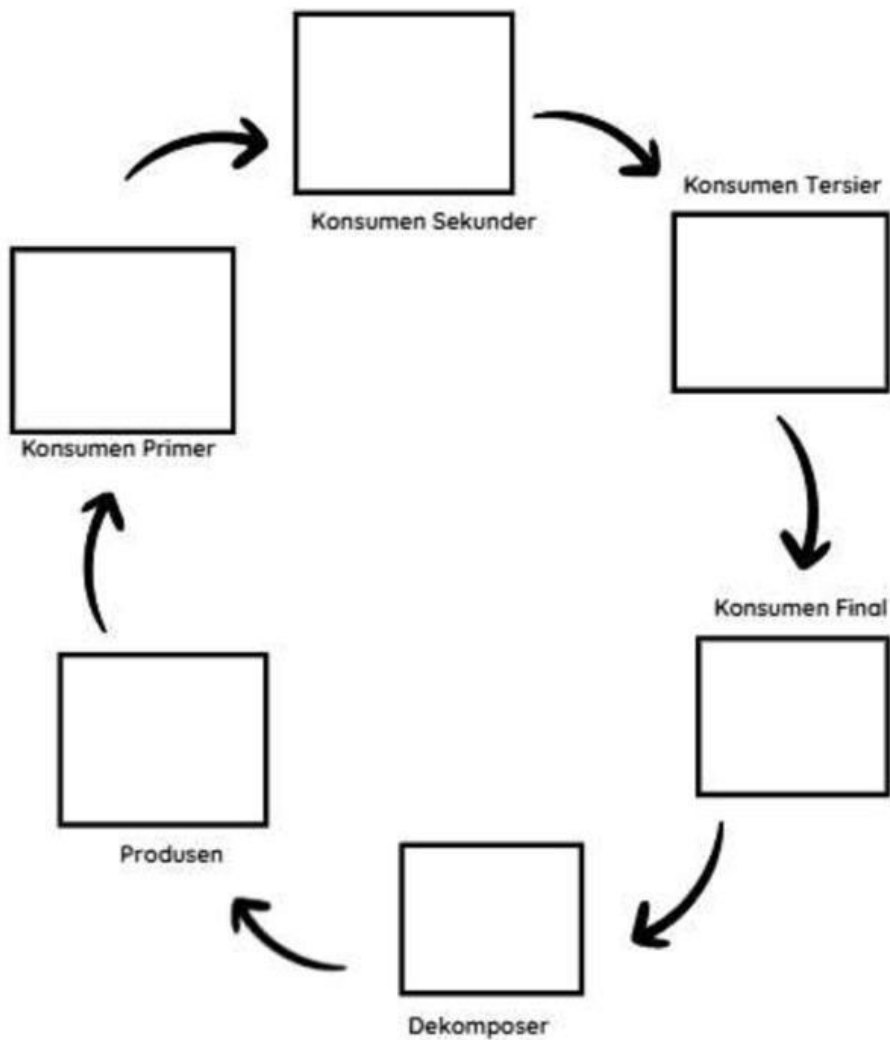 Konsumen Sekunder
Konsumen Tersier
Konsumen Primer
Konsumen Final
Produsen
Dekomposer